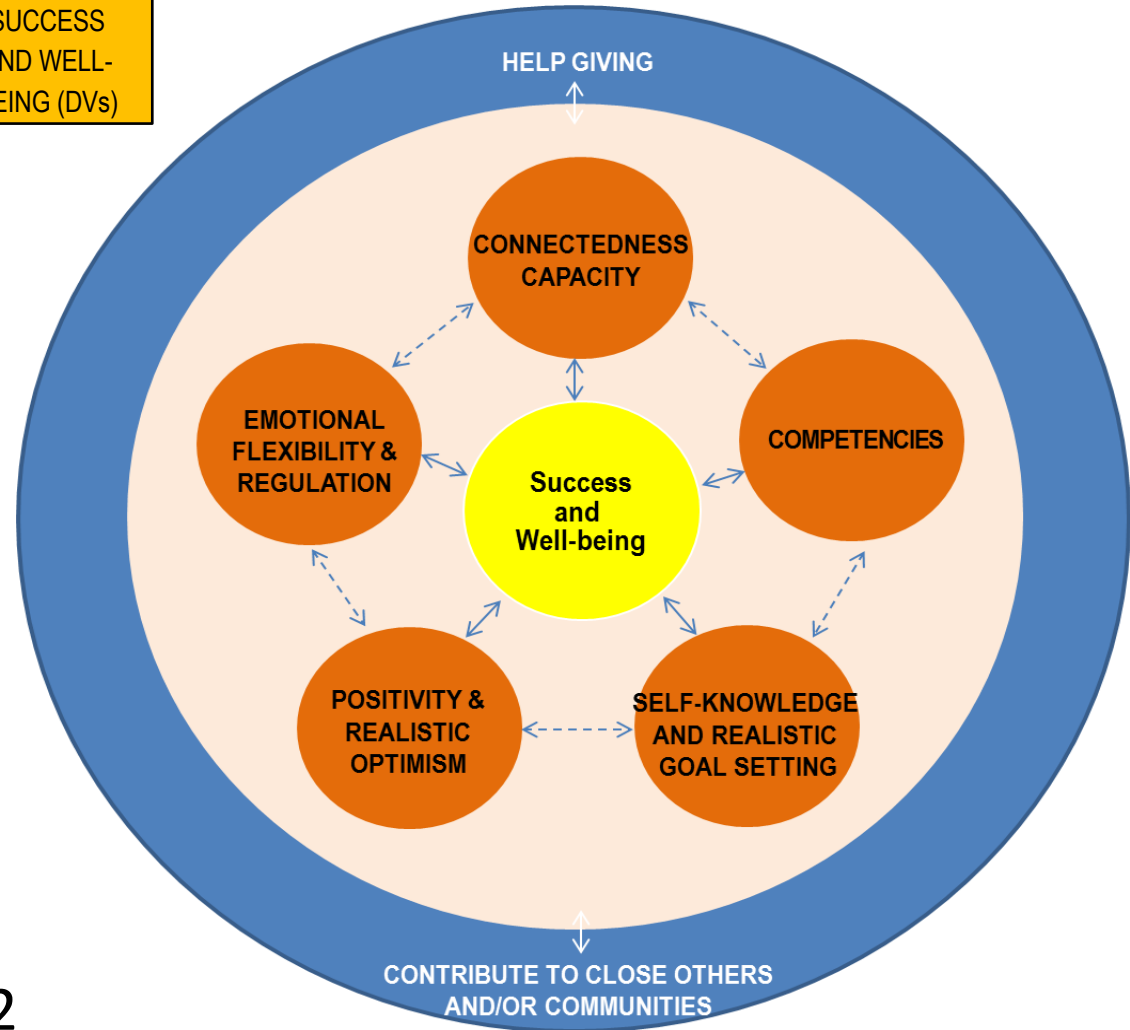 SUCCESS
ND WELL-
EING (DVs)
HELP GIVING
CONNECTEDNESS
CAPACITY
EMOTIONAL
FLEXIBILITY &
REGULATION
COMPETENCIES
Success
and
Well-being
POSITIVITY &
REALISTIC
OPTIMISM
SELF-KNOWLEDGE
AND REALISTIC
GOAL SETTING
CONTRIBUTE TO CLOSE OTHERS
AND/OR COMMUNITIES
2